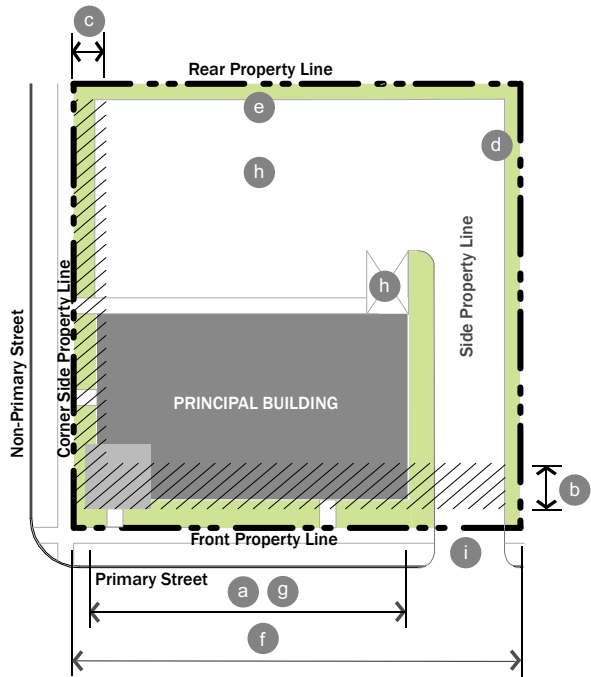 c
Rear Property Line
e
d
h
Side Property Line
h
Corner Side Property Line
Non-Primary Street
PRINCIPAL BUILDING
b
Front Property Line
i
Primary Street
a g
f